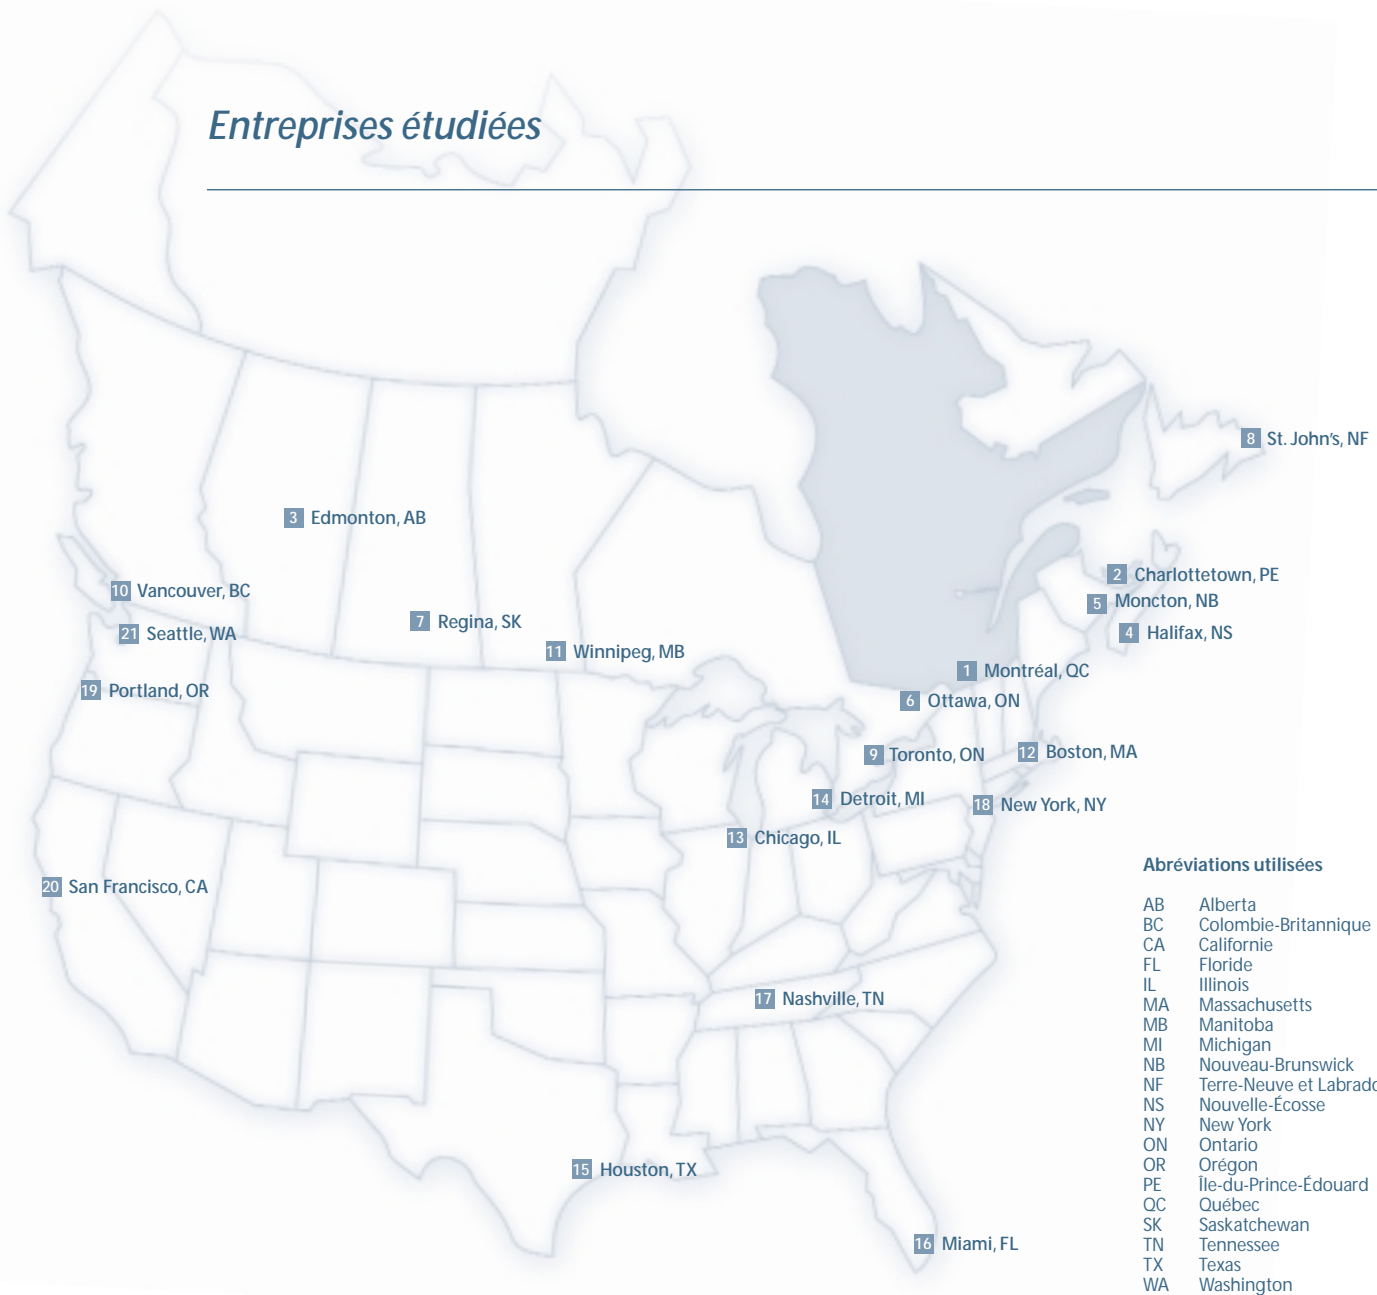 Entreprises étudiées
8 St. John's, NF
3 Edmonton, AB
2 Charlottetown, PE
10 Vancouver, BC
5 Moncton, NB
7 Regina, SK
21 Seattle, WA
4 Halifax, NS
11 Winnipeg, MB
1 Montréal, QC
19 Portland, OR
6 Ottawa, ON
9 Toronto, ON
12 Boston, MA
14 Detroit, MI
18 New York, NY
13 Chicago, IL
20 San Francisco, CA
17 Nashville, TN
15 Houston, TX
16 Miami, FL
Abréviations utilisées
AB Alberta
BC Colombie-Britannique
CA Californie
FL Floride
IL Illinois
MA Massachusetts
MB Manitoba
MI Michigan
NB Nouveau-Brunswick
NF Terre-Neuve et
NS Nouvelle-Écosse
NY New York
ON Ontario
OR Orégon
PE Île-du-Prince-Édouard
QC Québec
SK Saskatchewan
TN Tennessee
TX Texas
WA Washington